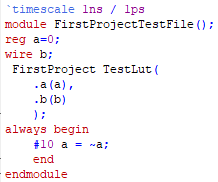 `timescale 1ns / 1ps
module FirstProjectTestFile();
reg a=0;
wire b;
FirstProject TestLut(
.a(a),
.b(b)
);
always begin
#10 a = ~a;
end
endmodule